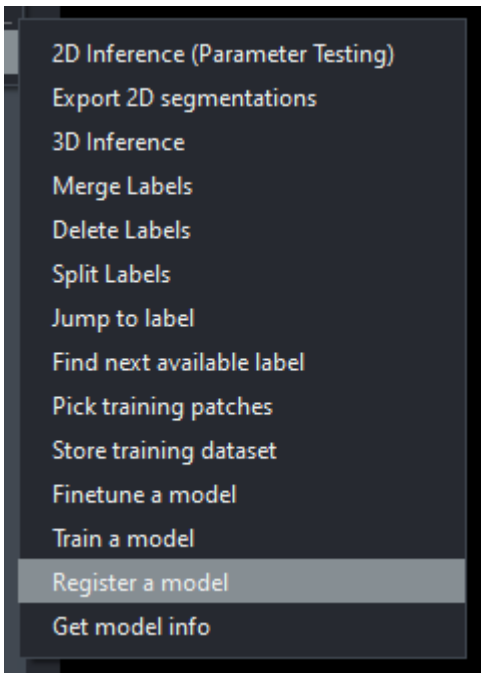 2D Inference (Parameter Testing)
Export 2D segmentations
3D Inference
Merge Labels
Delete Labels
Split Labels
Jump to label
Find next available label
Pick training patches
Store training dataset
Finetune a model
Train a model
Register a model
Get model info